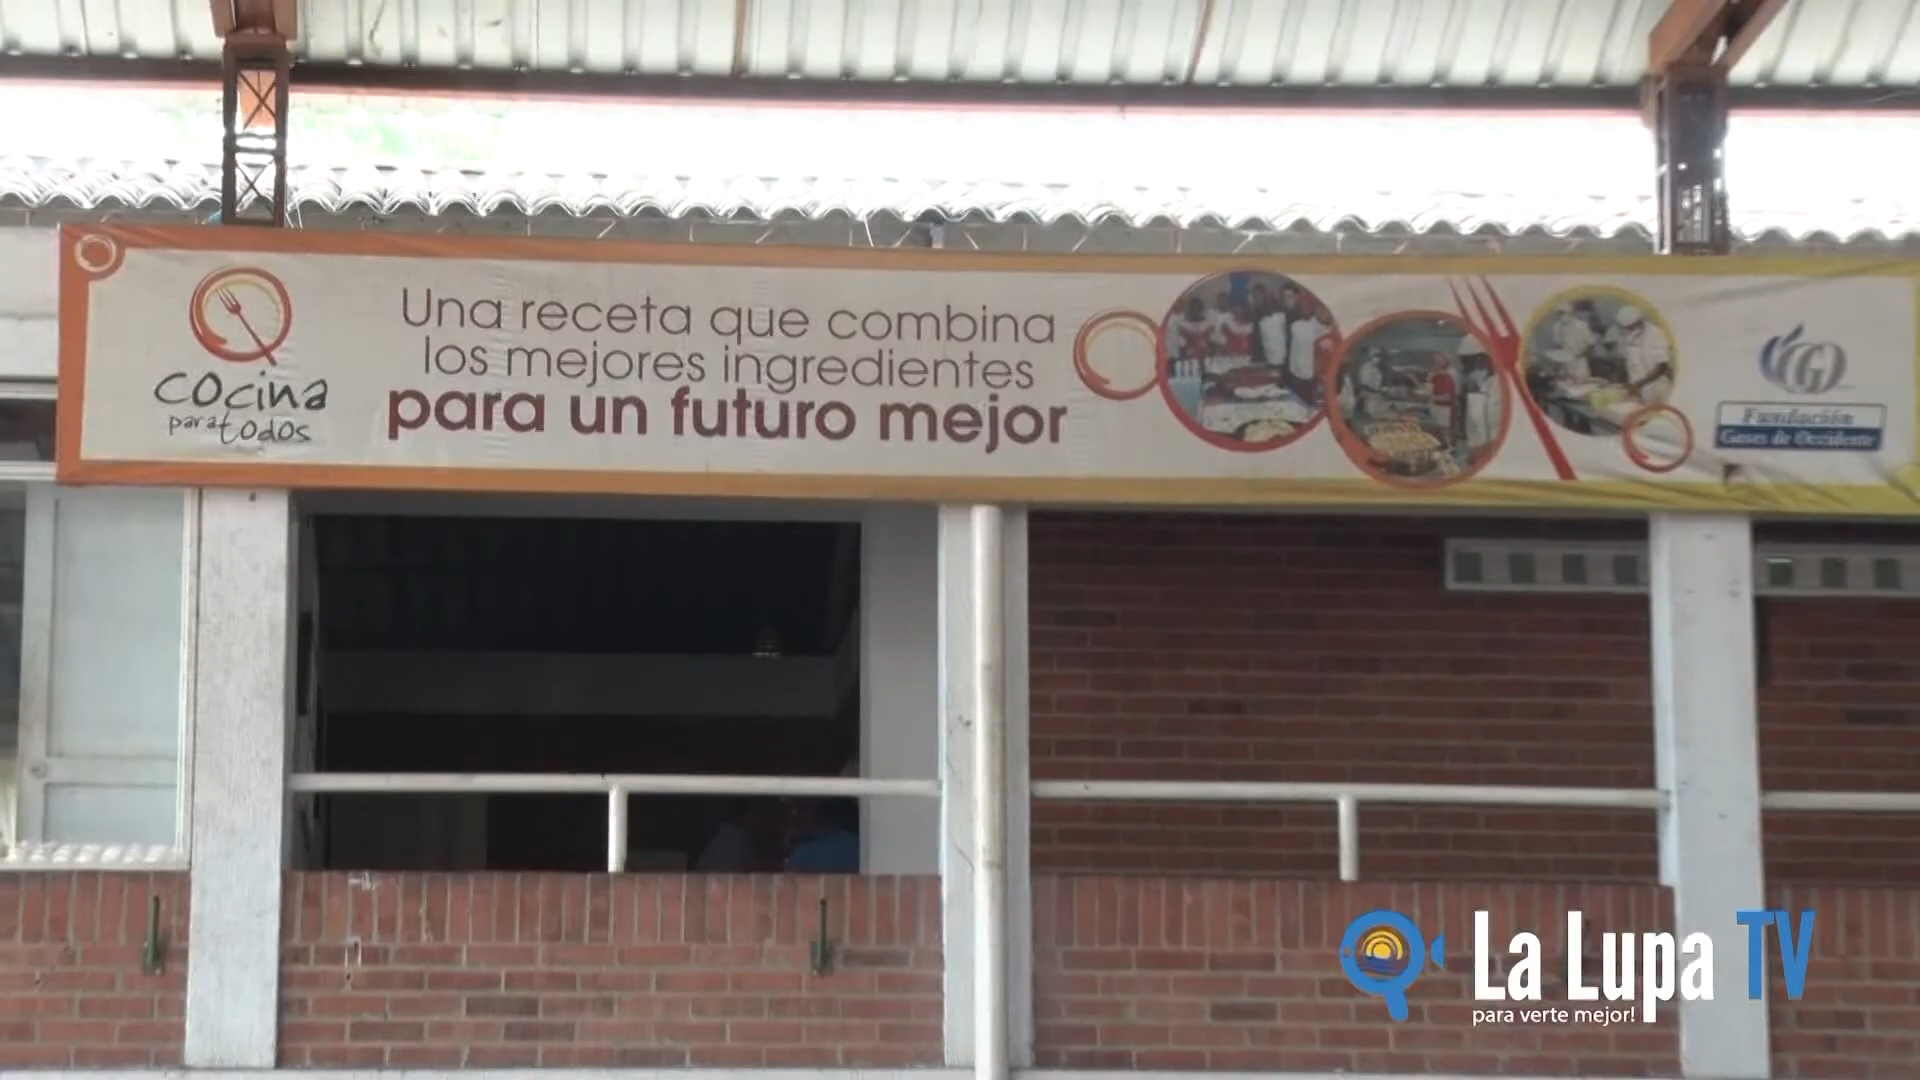 cocina
para todos
Una receta que combina
los mejores ingredientes
para un futuro mejor
Fundación
Gases de Occidente
La Lupa TV
para verte mejor!